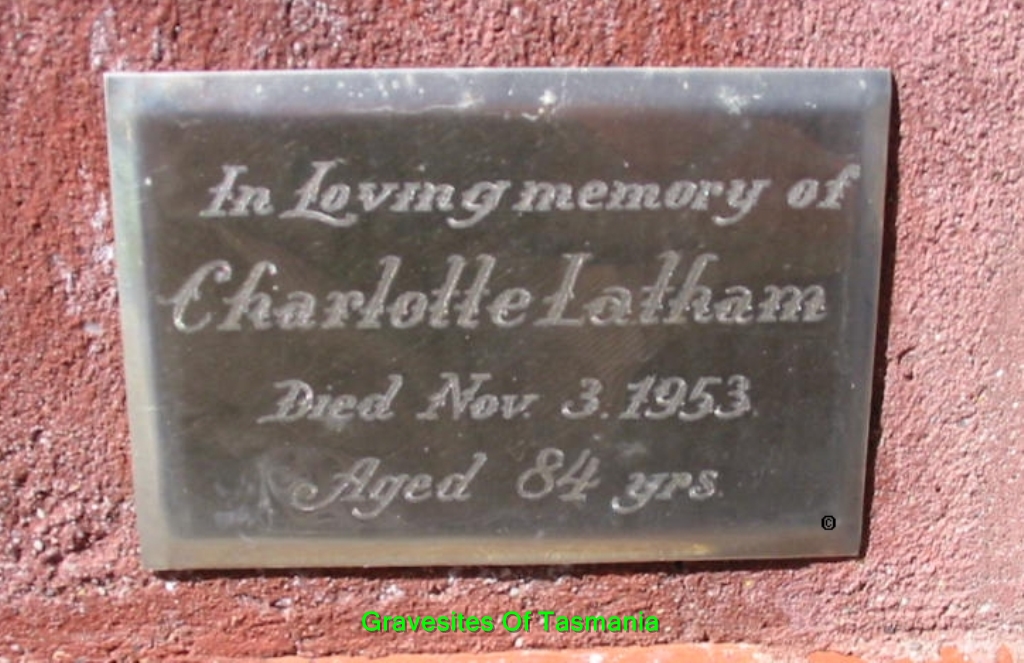 In Loving memory of
Charlotte Latham
Died Nov. 3. 1953.
Aged 84 yrs.
©
Gravesites Of Tasmania